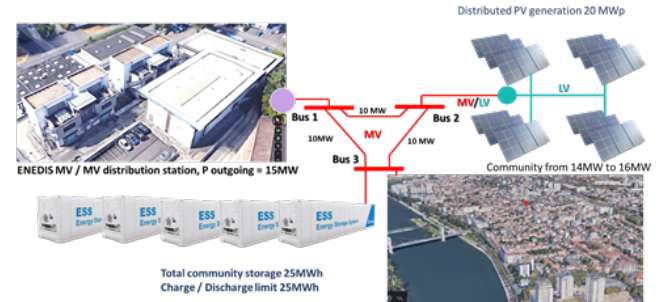 Distributed PV generation 20 MWp
10 MW
Bus 1
Bus 2
MV/LV
LV
MV
10MW
10 MW
Bus 3
ENEDIS MV / MV distribution station, P outgoing = 15MW
Community from 14MW to 16MW
ESS
Energy S
ESS
Energy S
ESS
Energy S
ESS
Energy S
ESS
Energy Storage System
Total community storage 25MWh
Charge / Discharge limit 25MWh